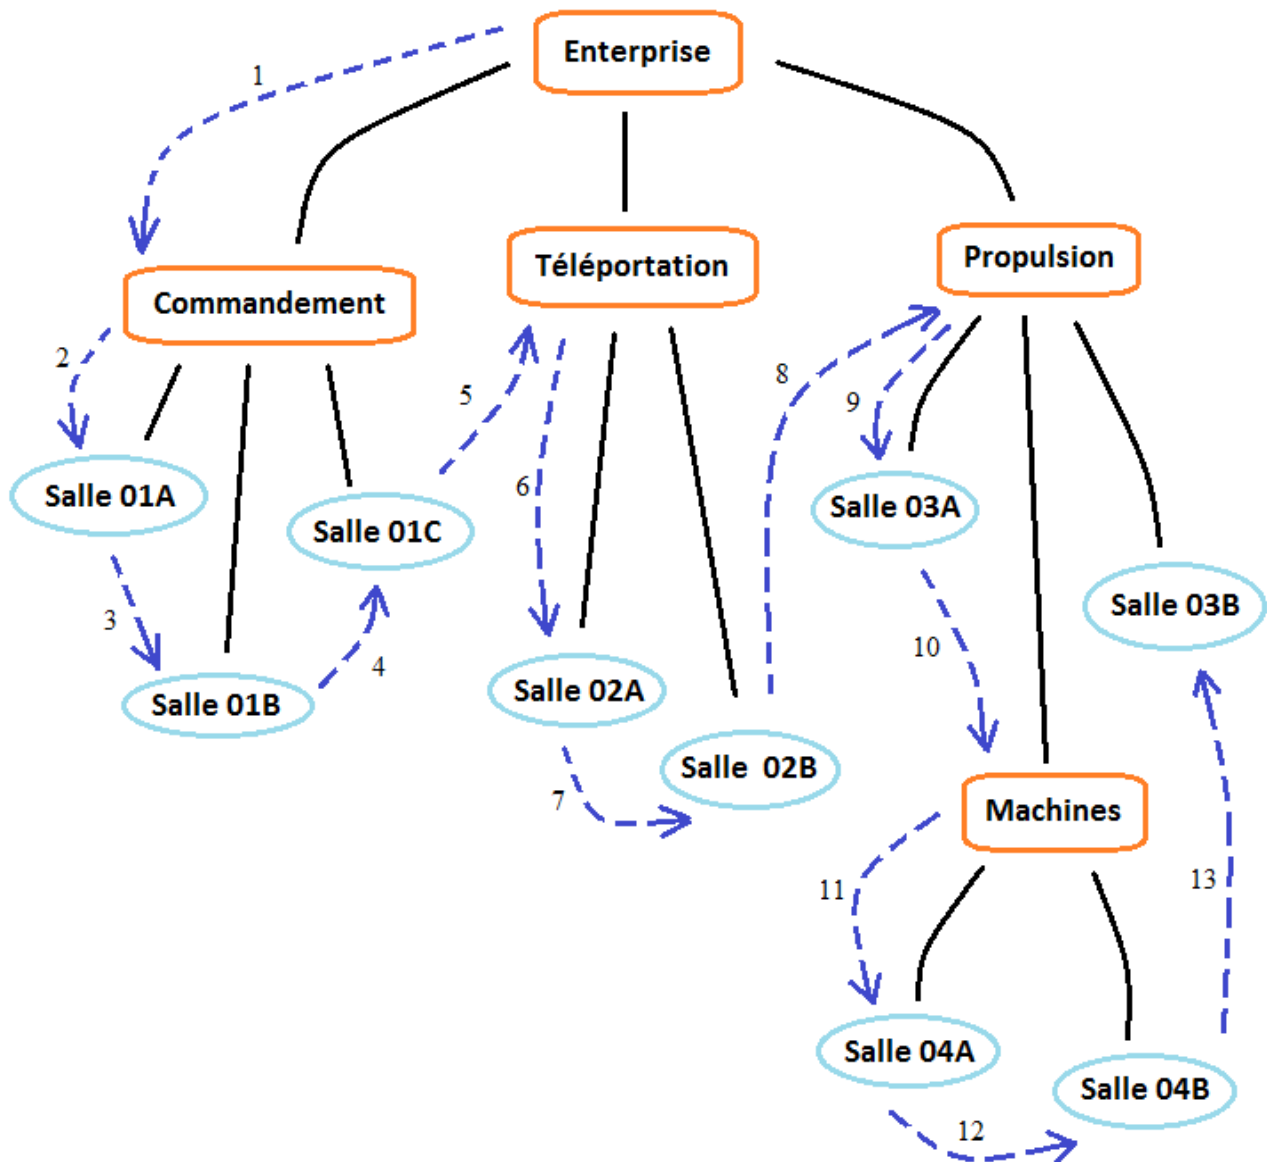 Enterprise
1
Commandement
Téléportation
Propulsion
2
5
8
9
Salle 01A
Salle 01C
6
Salle 03A
3
4
10
Salle 03B
Salle 01B
Salle 02A
Salle  02B
7
Machines
11
13
Salle 04A
Salle 04B
12